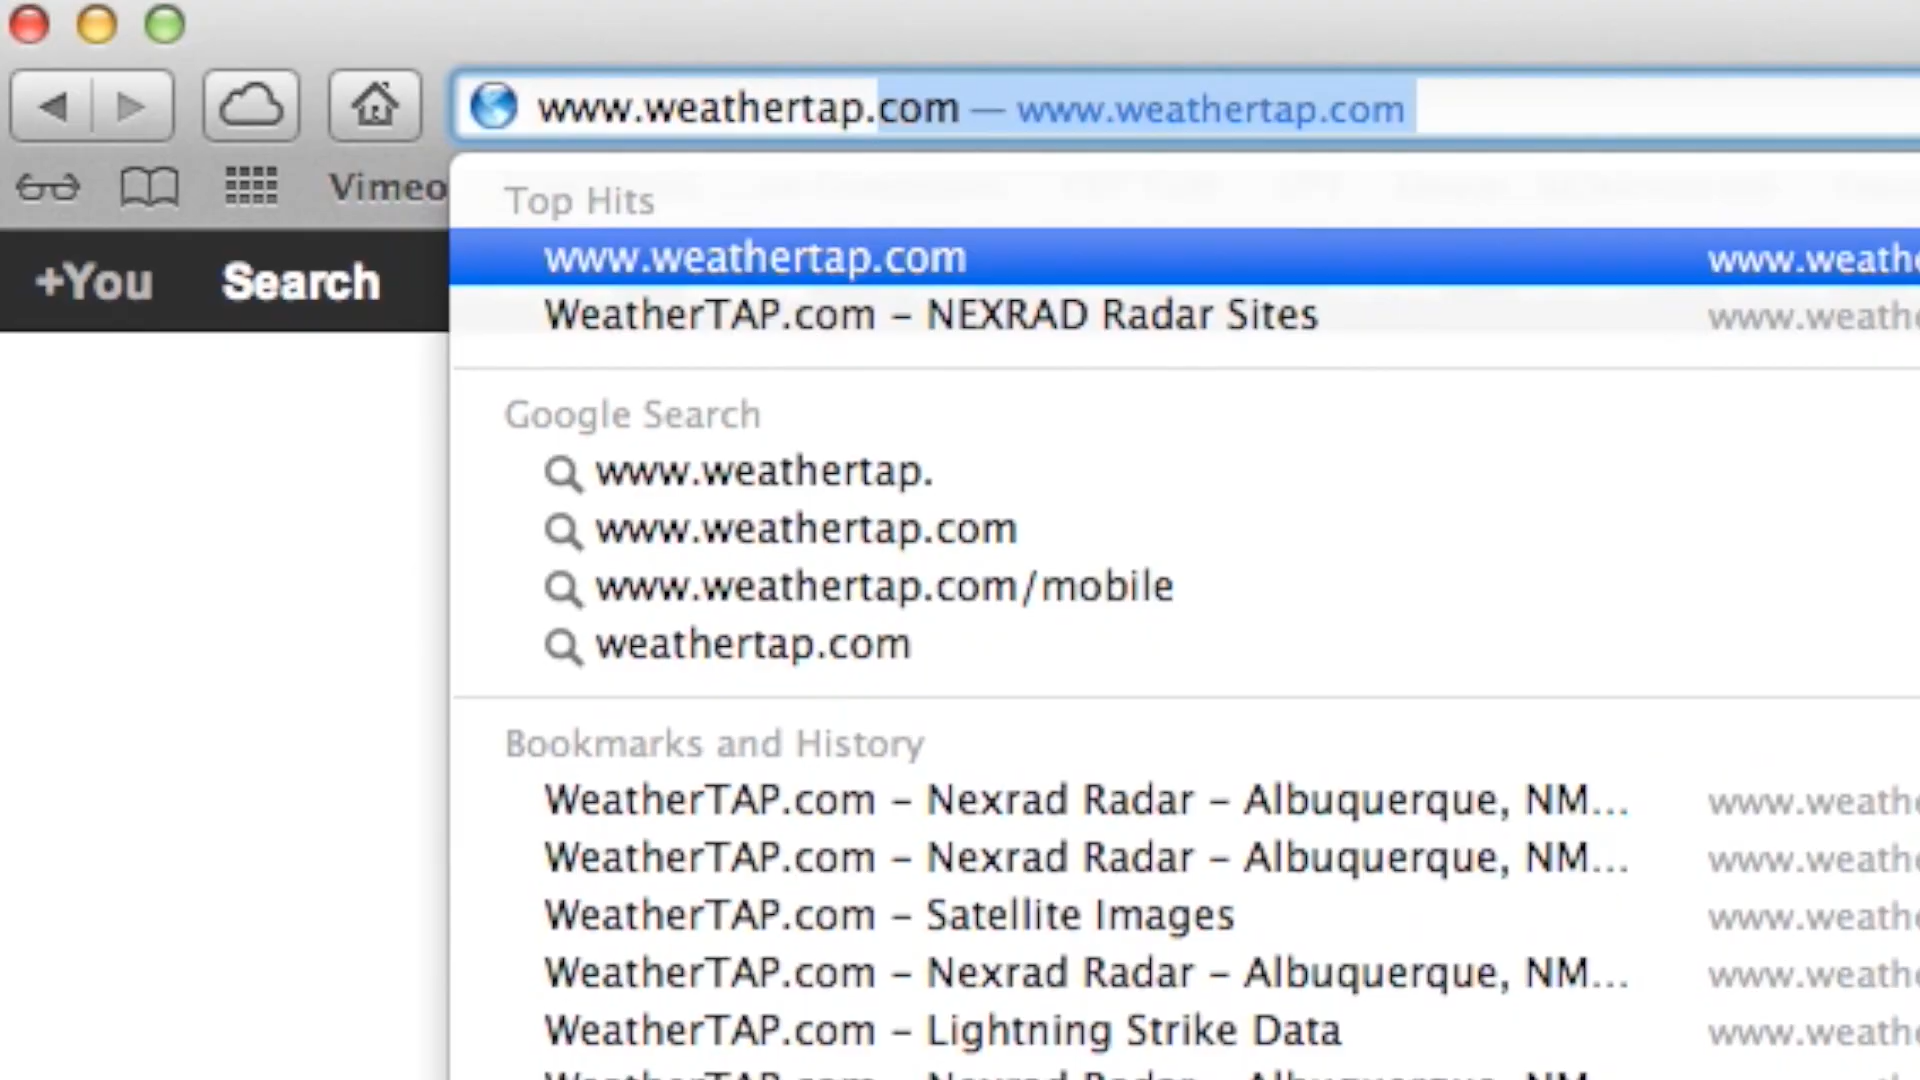 www.weathertap.com — www.weathertap.com
Vimeo
Top Hits
+You Search
www.weathertap.com www.weath
WeatherTAP.com – NEXRAD Radar Sites www.weath
Google Search
www.weathertap.
www.weathertap.com
www.weathertap.com/mobile
weathertap.com
Bookmarks and History
WeatherTAP.com – Nexrad Radar – Albuquerque, NM... www.weath
WeatherTAP.com – Nexrad Radar – Albuquerque, NM... www.weath
WeatherTAP.com – Satellite Images www.weath
WeatherTAP.com – Nexrad Radar – Albuquerque, NM... www.weath
WeatherTAP.com – Lightning Strike Data www.weath